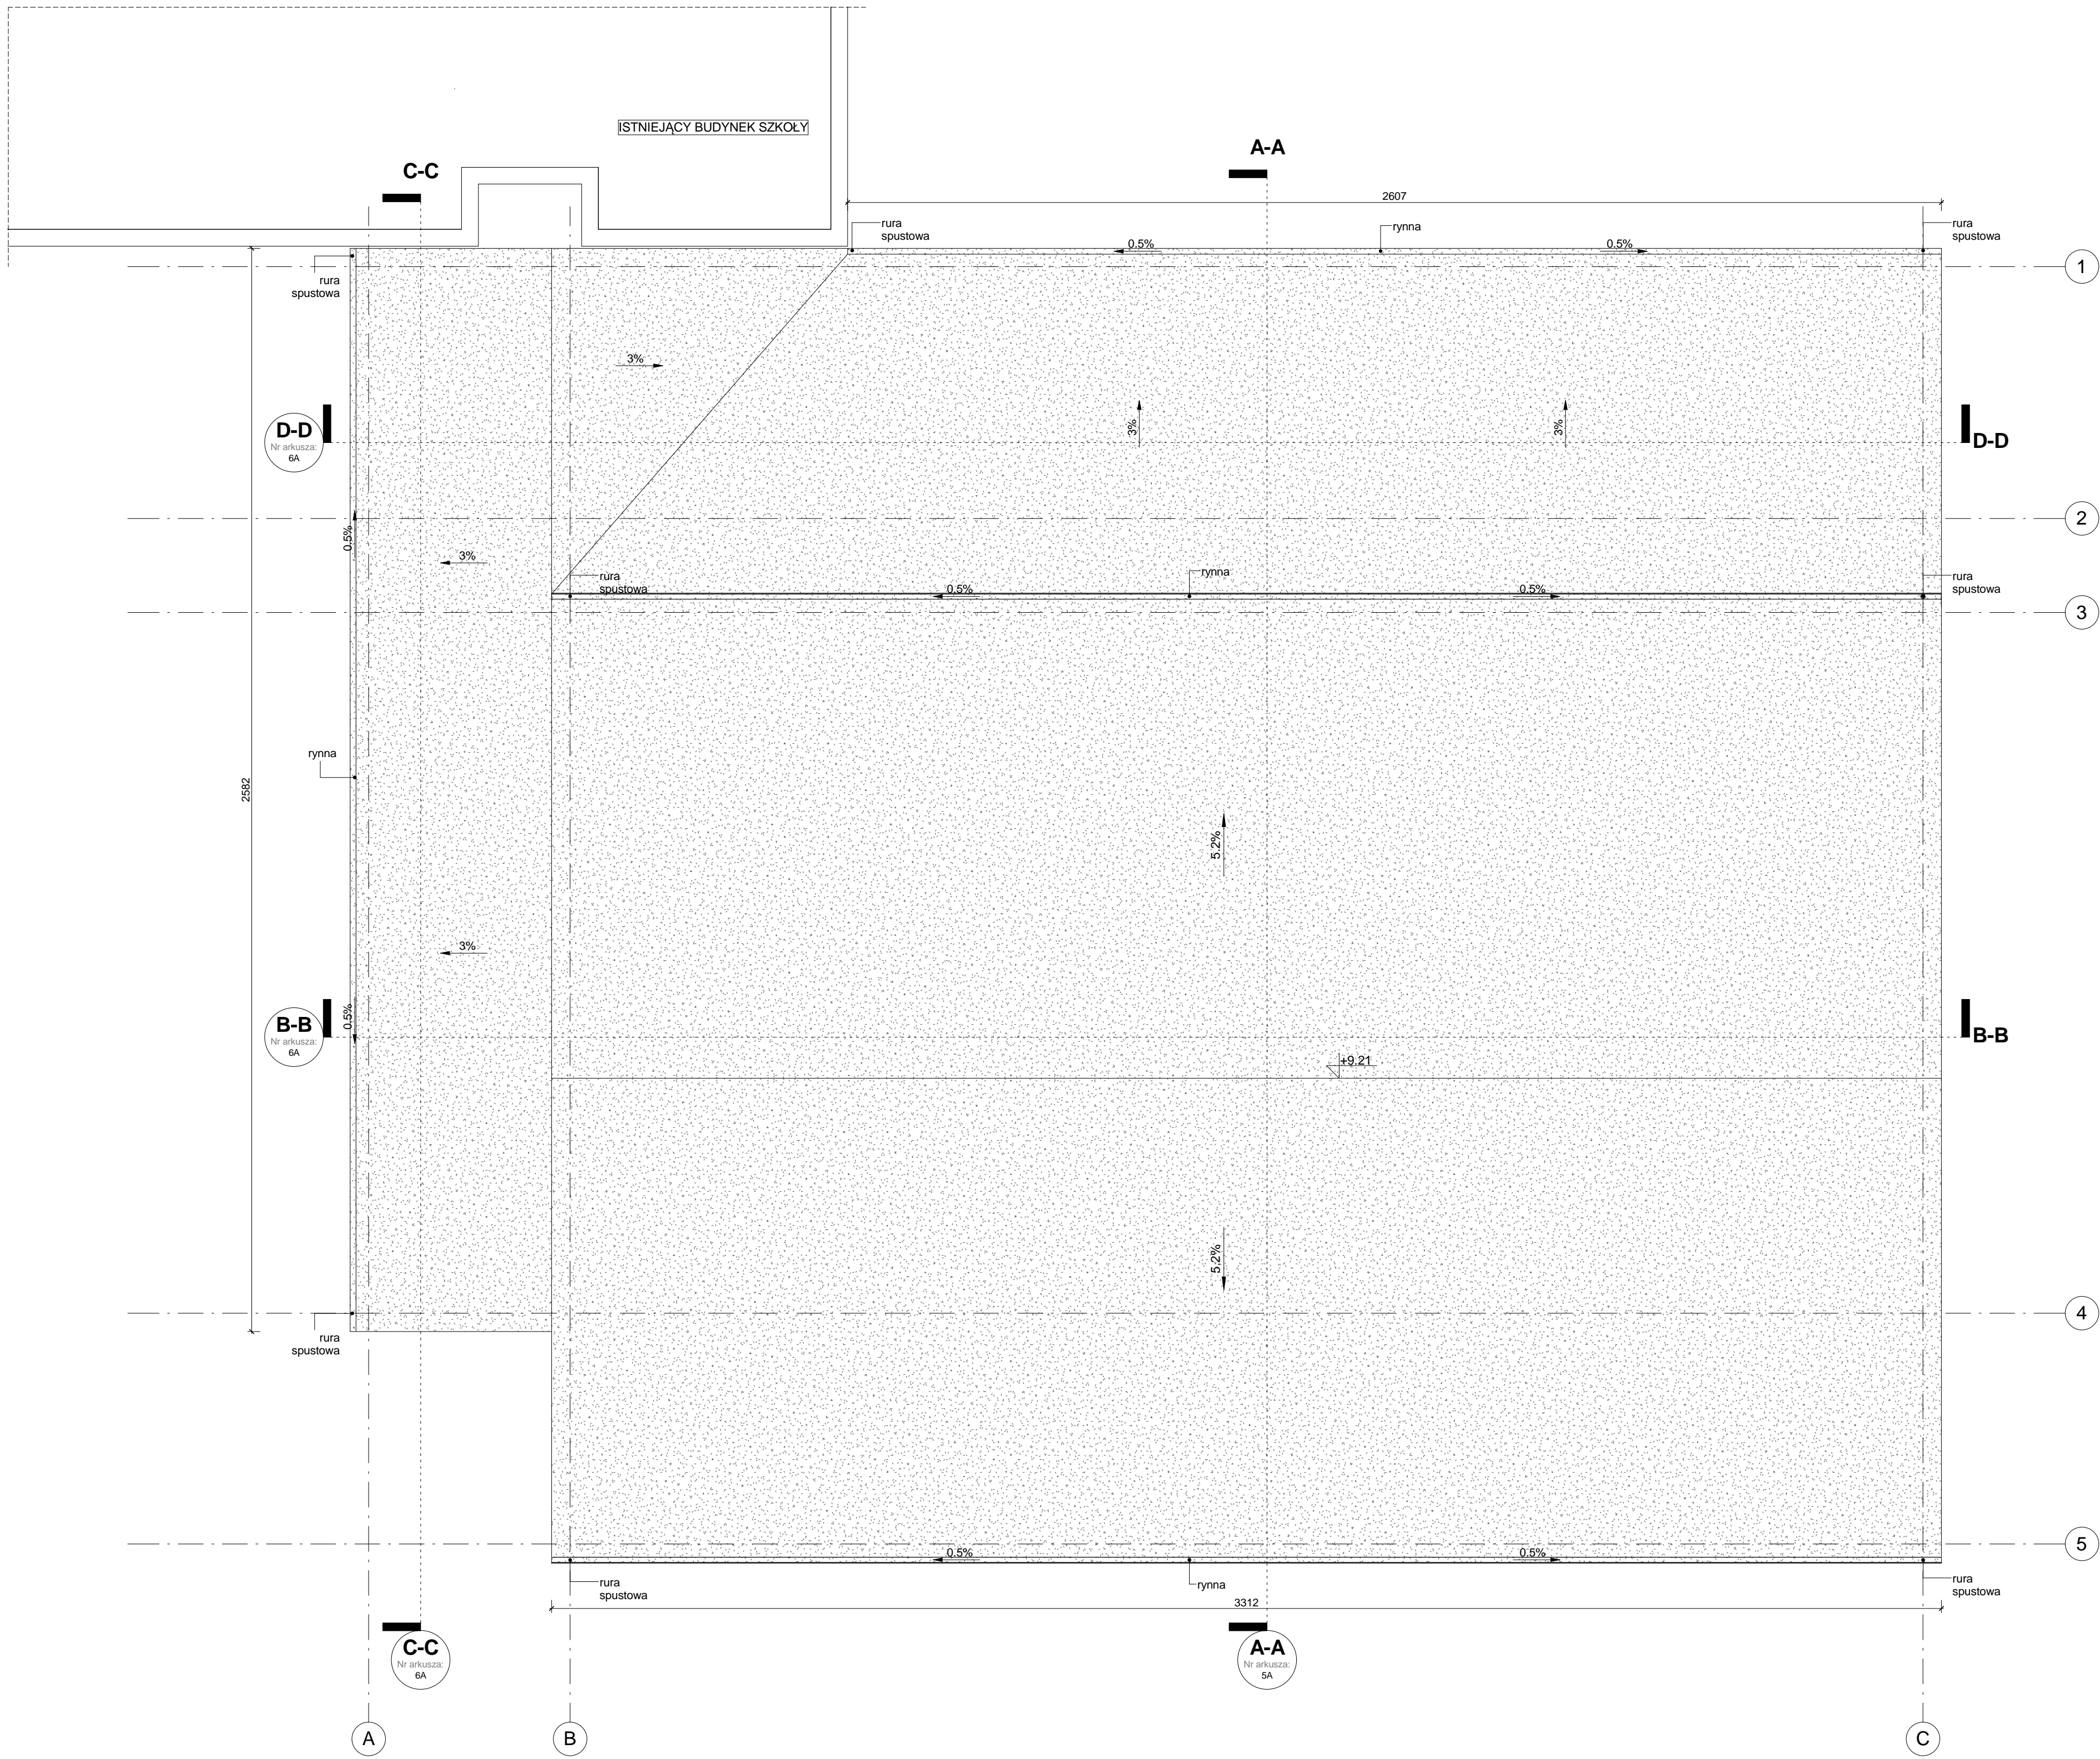 ISTNIEJĄCY BUDYNEK SZKOŁY
C-C
A-A
2607
rura
spustowa
rynna
rura
spustowa
0.5%
0.5%
1
rura
spustowa
3%
3%
3%
D-D
Nr arkusza:
6A
D-D
2
0.5%
3%
rura
spustowa
rynna
0.5%
0.5%
rura
spustowa
3
rynna
2582
5.2%
3%
0.5%
B-B
Nr arkusza:
6A
B-B
+9.21
5.2%
4
rura
spustowa
5
0.5%
0.5%
rura
spustowa
rynna
rura
spustowa
3312
C-C
Nr arkusza:
6A
A-A
Nr arkusza:
5A
A
B
C